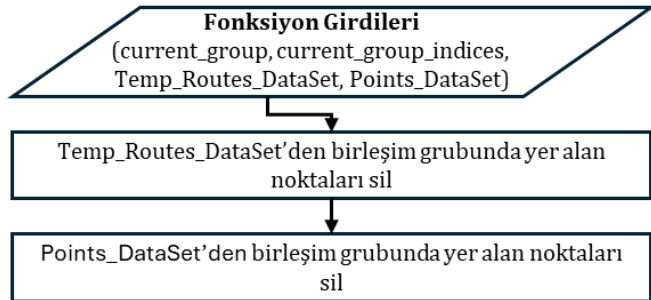 Fonksiyon Girdileri
(current_group, current_group_indices,
Temp_Routes_DataSet, Points_DataSet)
Temp_Routes_DataSet’den birleşim grubunda yer alan
noktaları sil
Points_DataSet’den birleşim grubunda yer alan noktaları
sil